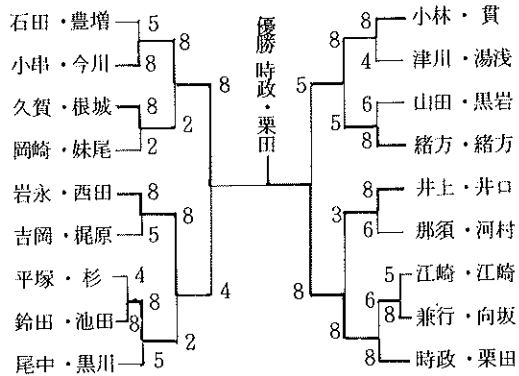 石田・豊増
5
8
小串・今川
8
8
久賀・根城
8
2
岡崎・妹尾
2
岩永・西田
8
8
吉岡・梶原
5
平塚・杉
4
8
4
鈴田・池田
8
2
尾中・黒川
5
優勝 時政・栗田
8
小林・貫
8
4
津川・湯浅
5
6
山田・黒岩
5
8
緒方・緒方
8
井上・井口
3
6
那須・河村
5
江崎・江崎
8
6
8
兼行・向坂
8
8
時政・栗田